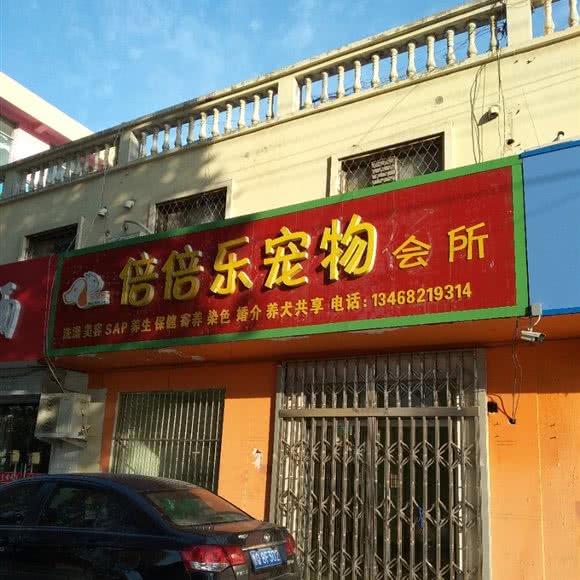 倍倍乐宠物会所
洗澡 美容 SAP 养生 保健 寄养 染色 婚介 养犬共享 电话:13468219314